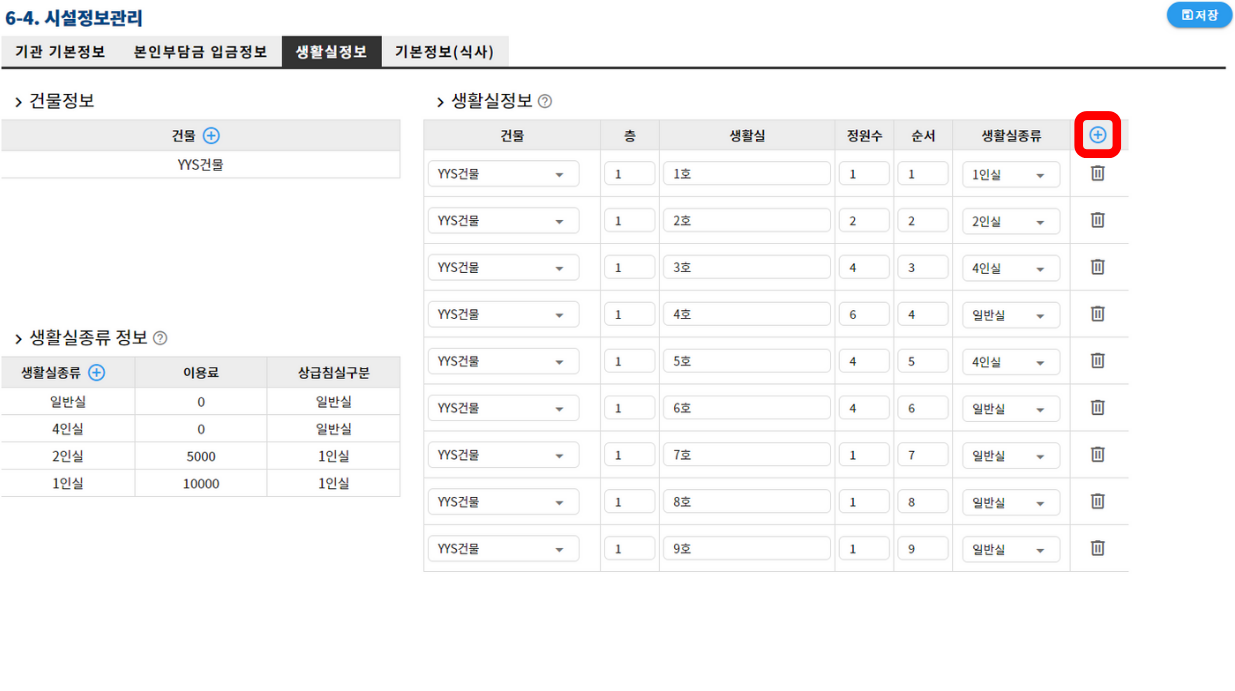 6-4. 시설정보관리
저장
기관 기본정보 본인부담금 입금정보 생활실정보 기본정보(식사)
건물정보
건물
YYS건물
생활실종류 정보
생활실종류 이용료 상급침실구분
일반실 0 일반실
4인실 0 일반실
2인실 5000 1인실
1인실 10000 1인실
생활실정보
건물 층 생활실 정원수 순서 생활실종류
YYS건물 1 1호 1 1 1인실
YYS건물 1 2호 2 2 2인실
YYS건물 1 3호 4 3 4인실
YYS건물 1 4호 6 4 일반실
YYS건물 1 5호 4 5 4인실
YYS건물 1 6호 4 6 일반실
YYS건물 1 7호 1 7 일반실
YYS건물 1 8호 1 8 일반실
YYS건물 1 9호 1 9 일반실